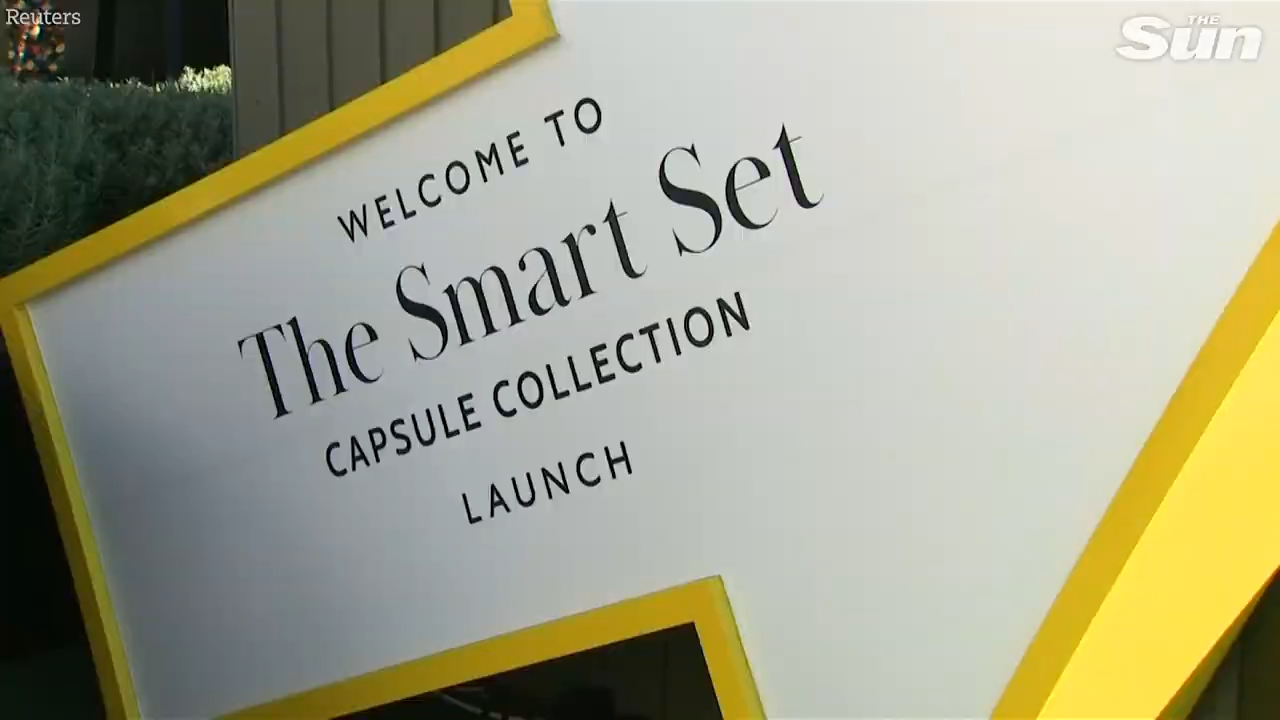 Reuters
THE
Sun
WELCOME TO
The Smart Set
CAPSULE COLLECTION
LAUNCH